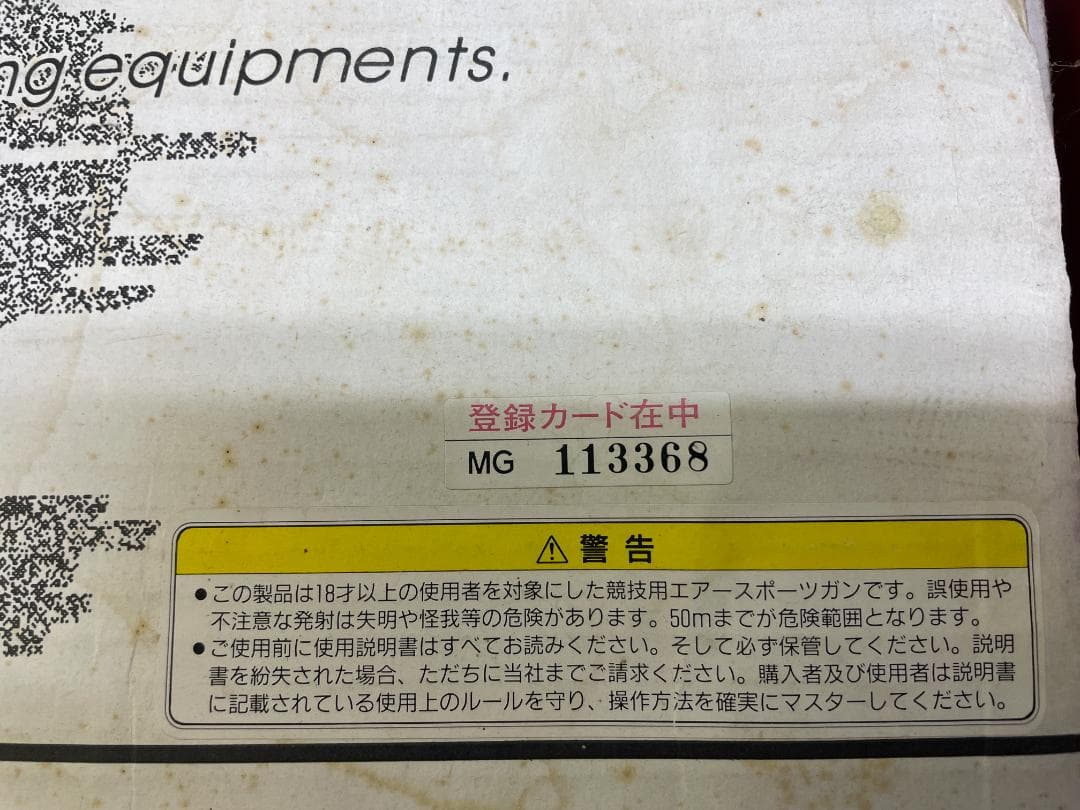 ng equipments.
登録カード在中
MG 113368
⚠ 警告
●この製品は18才以上の使用者を対象にした競技用エアースポーツガンです。誤使用や
不注意な発射は失明や怪我等の危険があります。50mまでが危険範囲となります。
●ご使用前に使用説明書はすべてお読みください。そして必ず保管してください。説明
書を紛失された場合、ただちに当社までご請求ください。購入者及び使用者は説明書
に記載されている使用上のルールを守り、操作方法を確実にマスターしてください。